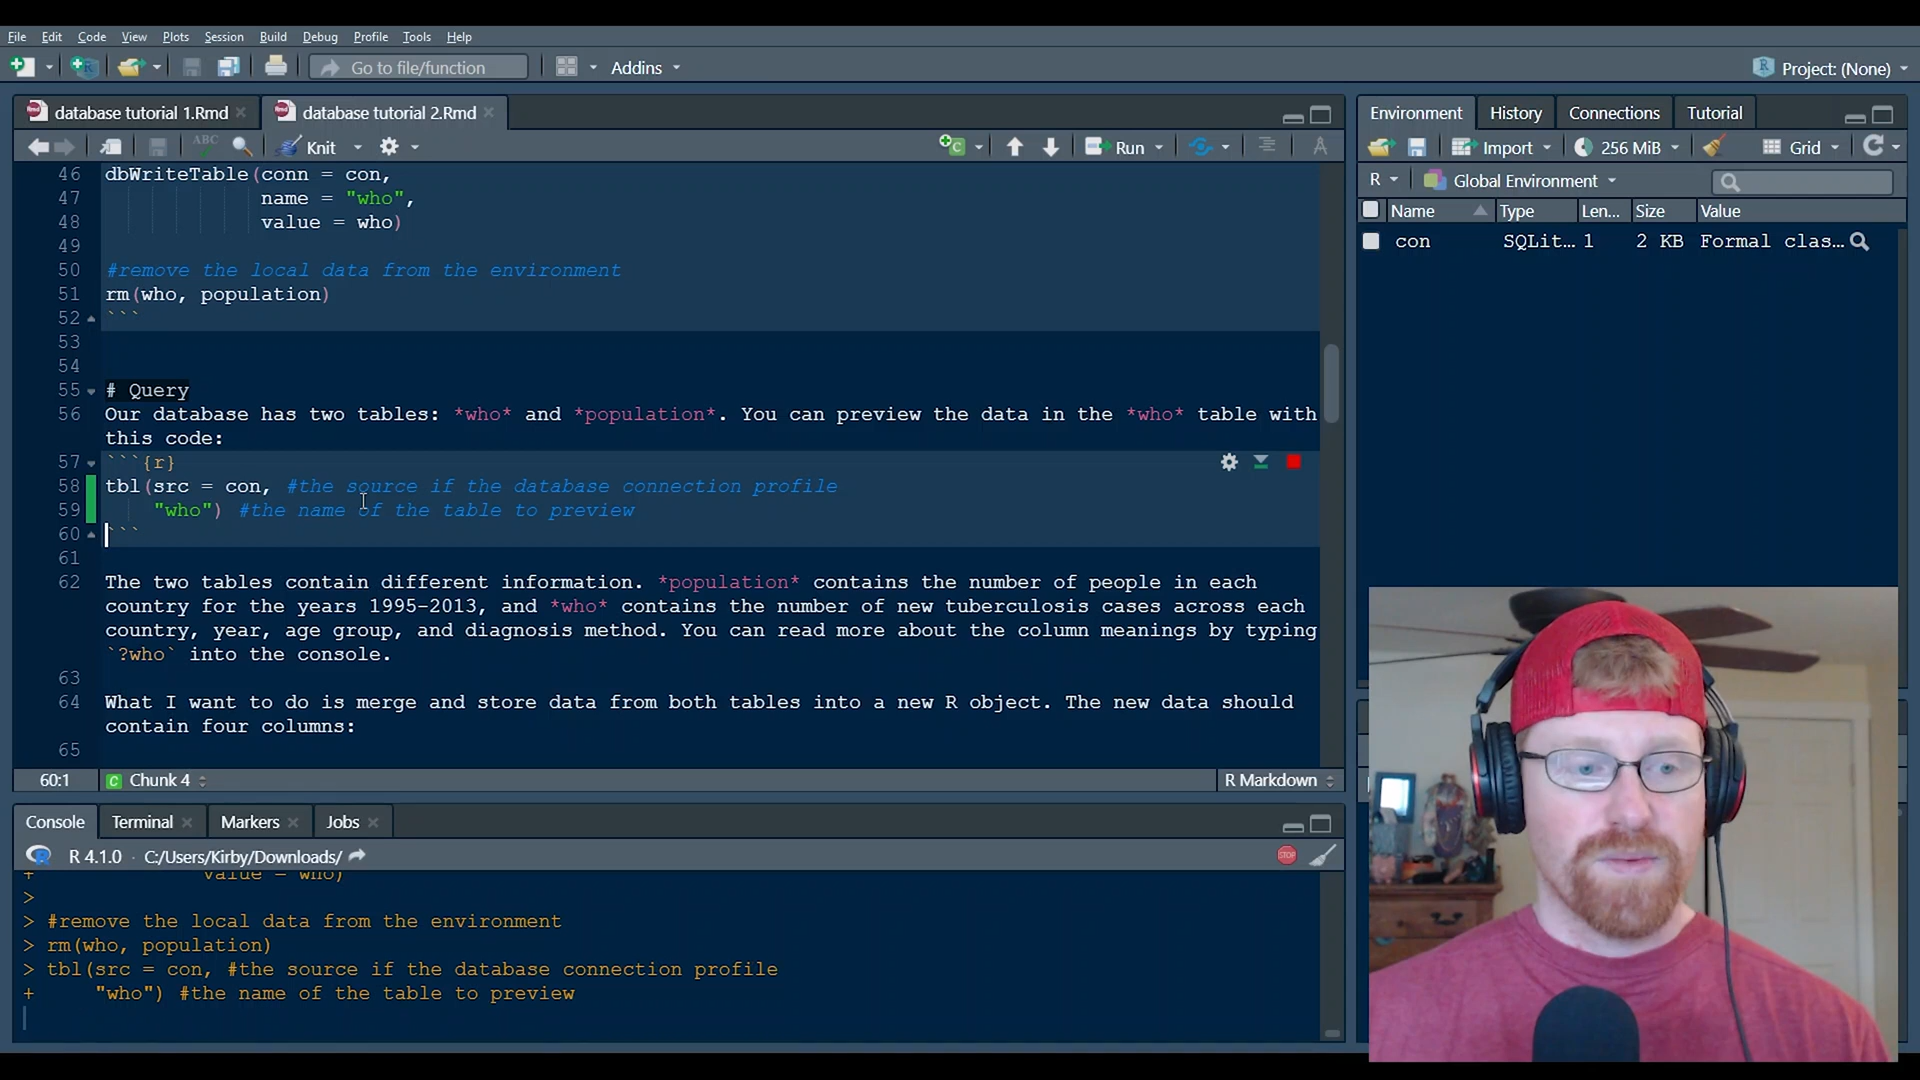 File Edit Code View Plots Session Build Debug Profile Tools Help
Go to file/function Addins Project: (None)
database tutorial 1.Rmd database tutorial 2.Rmd
ABC Knit Run
46 dbWriteTable(conn = con,
47 name = "who",
48 value = who)
49
50 #remove the local data from the environment
51 rm(who, population)
52 ```
53
54
55 # Query
56 Our database has two tables: *who* and *population*. You can preview the data in the *who* table with
this code:
57 ```{r}
58 tbl(src = con, #the source if the database connection profile
59 "who") #the name of the table to preview
60 ```
61
62 The two tables contain different information. *population* contains the number of people in each
country for the years 1995-2013, and *who* contains the number of new tuberculosis cases across each
country, year, age group, and diagnosis method. You can read more about the column meanings by typing
`?who` into the console.
63
64 What I want to do is merge and store data from both tables into a new R object. The new data should
contain four columns:
65
60:1 C Chunk 4 R Markdown
Console Terminal Markers Jobs
R 4.1.0 · C:/Users/Kirby/Downloads/
STOP
+ value = who)
>
> #remove the local data from the environment
> rm(who, population)
> tbl(src = con, #the source if the database connection profile
+ "who") #the name of the table to preview
Environment History Connections Tutorial
Import 256 MiB Grid
R Global Environment
Name Type Len... Size Value
con SQLit... 1 2 KB Formal clas...